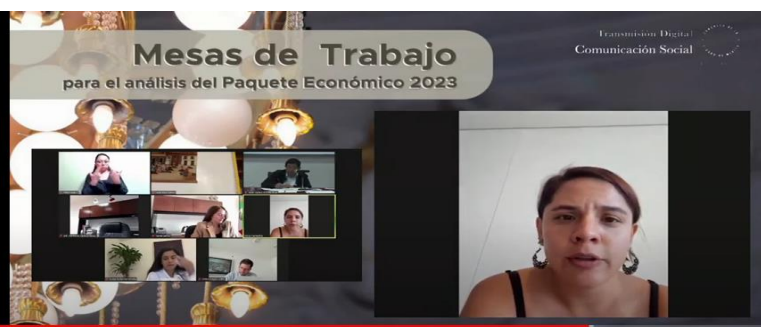 Mesas de Trabajo
para el análisis del Paquete Económico 2023
Transmisión Digital
Comunicación Social